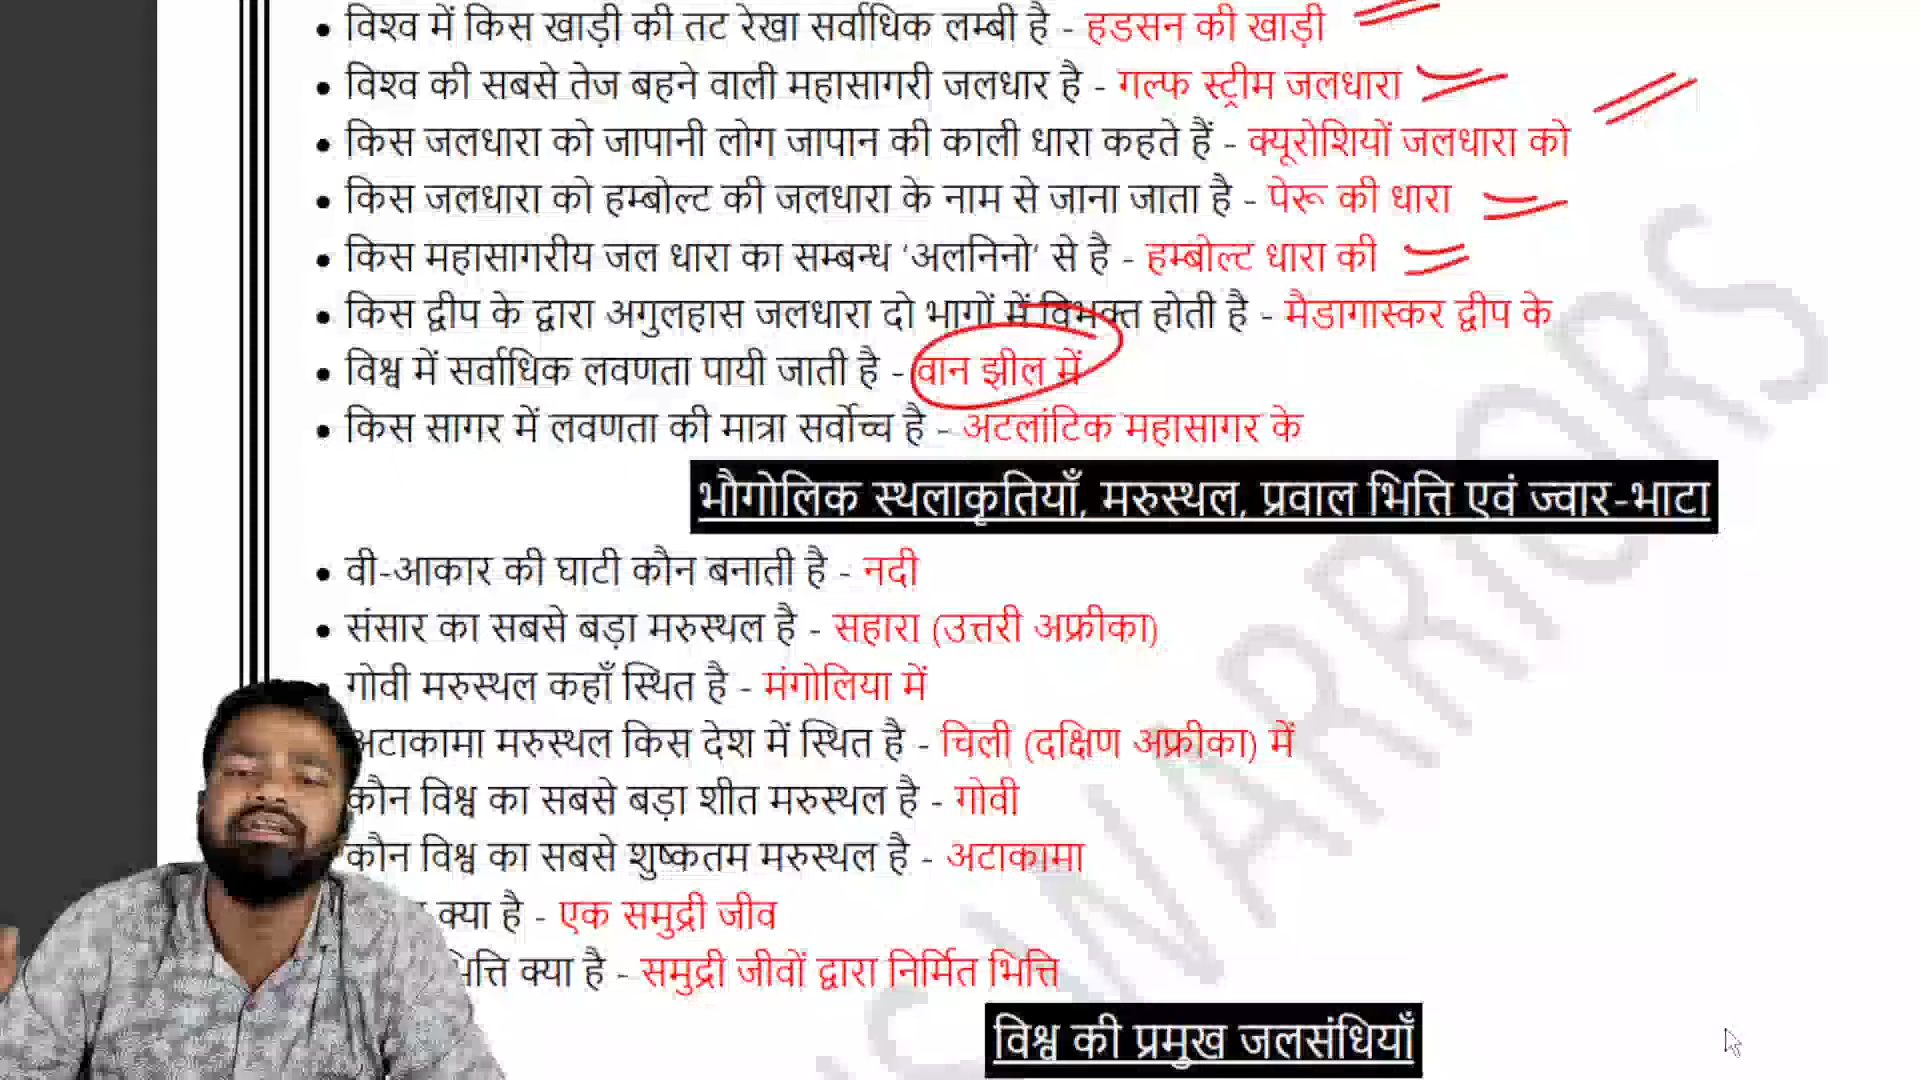 विश्व में किस खाड़ी की तट रेखा सर्वाधिक लम्बी है - हडसन की खाड़ी
विश्व की सबसे तेज बहने वाली महासागरी जलधार है - गल्फ स्ट्रीम जलधारा
किस जलधारा को जापानी लोग जापान की काली धारा कहते हैं - क्यूरोशियों जलधारा को
किस जलधारा को हम्बोल्ट की जलधारा के नाम से जाना जाता है - पेरू की धारा
किस महासागरीय जल धारा का सम्बन्ध ‘अलनिनो’ से है - हम्बोल्ट धारा की
किस द्वीप के द्वारा अगुलहास जलधारा दो भागों में विभक्त होती है - मैडागास्कर द्वीप के
विश्व में सर्वाधिक लवणता पायी जाती है - वान झील में
किस सागर में लवणता की मात्रा सर्वोच्च है - अटलांटिक महासागर के
भौगोलिक स्थलाकृतियाँ, मरुस्थल, प्रवाल भित्ति एवं ज्वार-भाटा
वी-आकार की घाटी कौन बनाती है - नदी
संसार का सबसे बड़ा मरुस्थल है - सहारा (उत्तरी अफ्रीका)
गोवी मरुस्थल कहाँ स्थित है - मंगोलिया में
अटाकामा मरुस्थल किस देश में स्थित है - चिली (दक्षिण अफ्रीका) में
कौन विश्व का सबसे बड़ा शीत मरुस्थल है - गोवी
कौन विश्व का सबसे शुष्कतम मरुस्थल है - अटाकामा
क्या है - एक समुद्री जीव
क्या है - समुद्री जीवों द्वारा निर्मित भित्ति
विश्व की प्रमुख जलसंधियाँ
WARRIORS